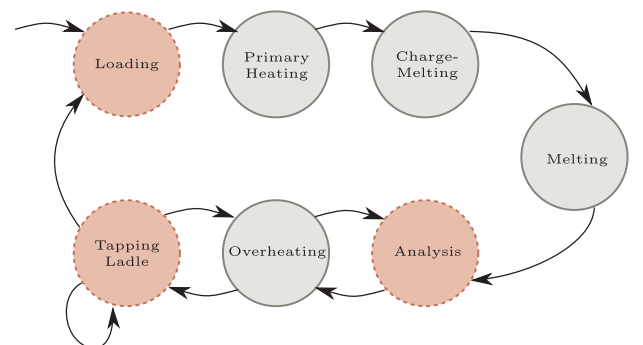 Loading
Primary
Heating
Charge-
Melting
Melting
Tapping
Ladle
Overheating
Analysis